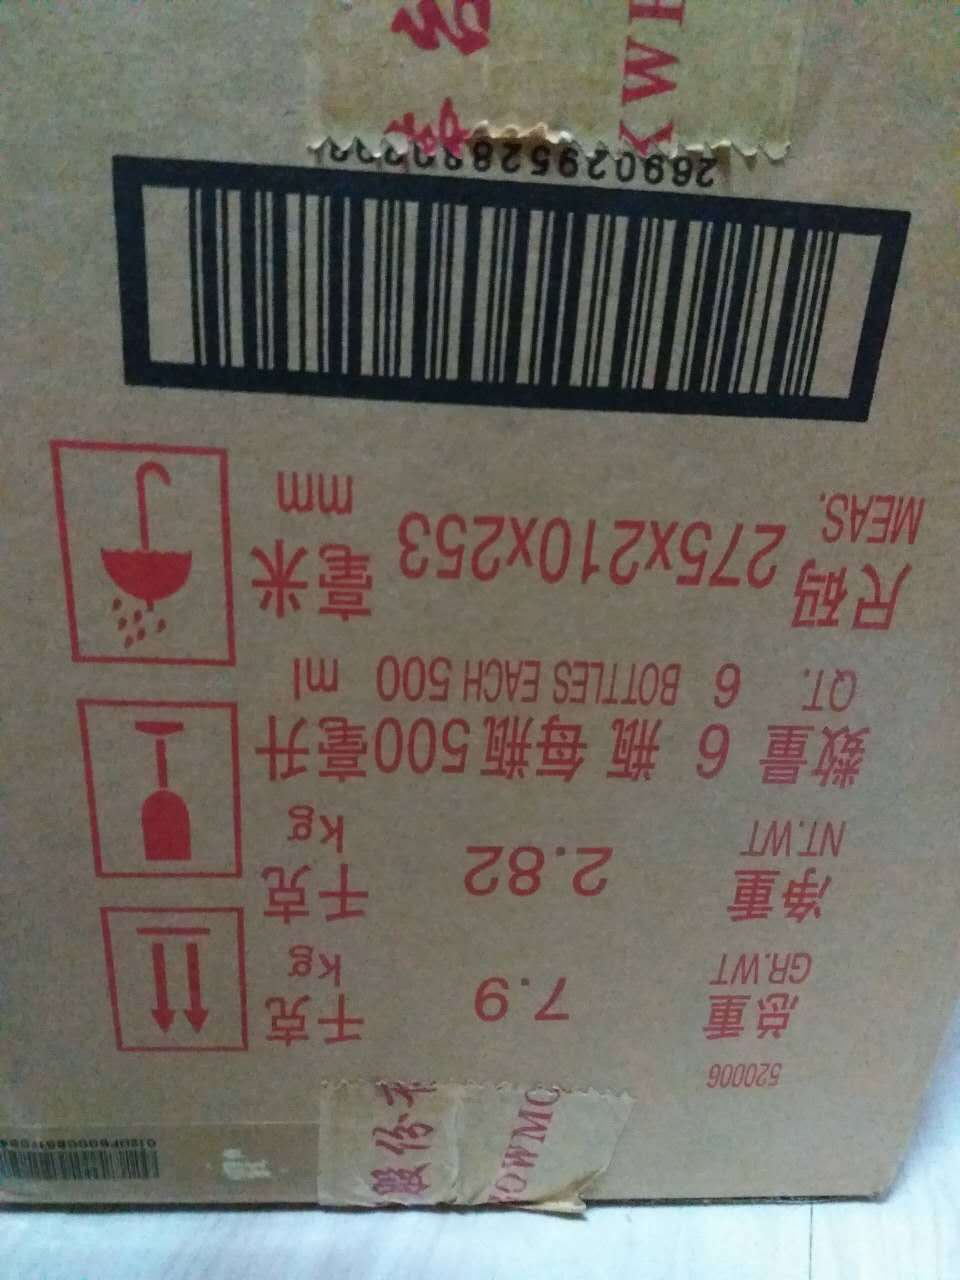 520006
总重 7.9 千克
GR.WT kg
净重 2.82 千克
NT.WT kg
数量 6 瓶 每瓶500毫升
QT. 6 BOTTLES EACH 500 ml
尺码 275x210x253 毫米
MEAS. mm
股份